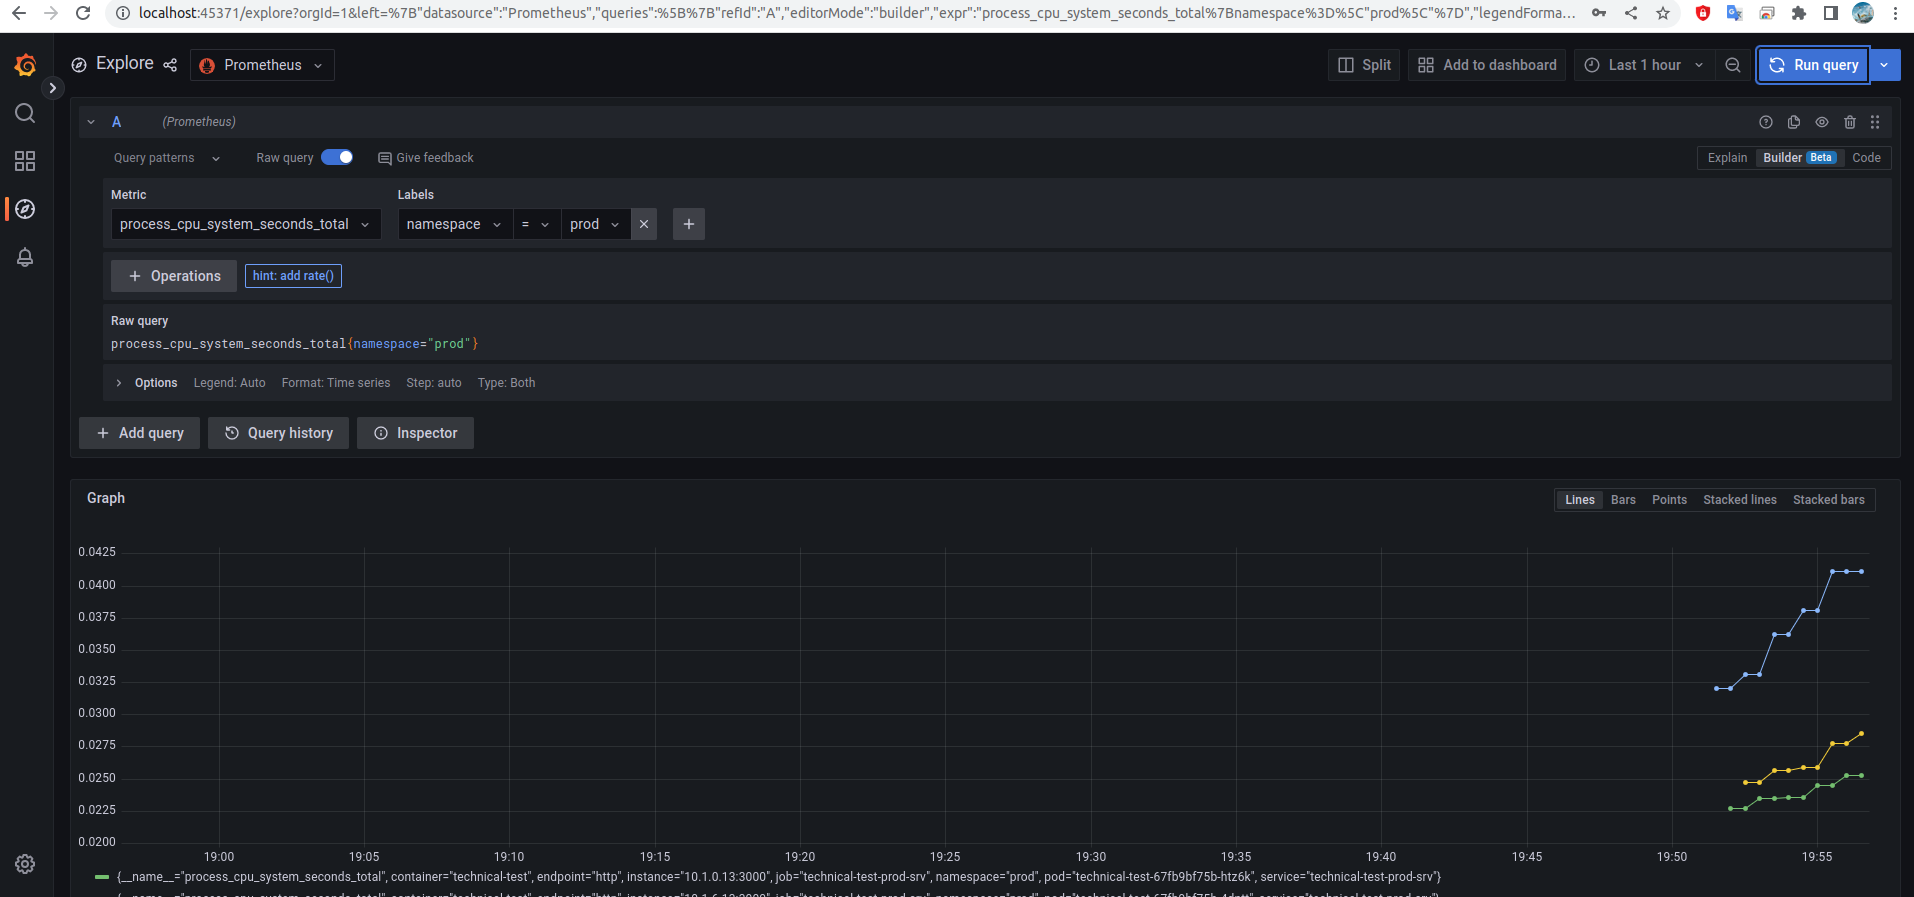 localhost:45371/explore?orgId=1&left=%7B"datasource":"Prometheus","queries":%5B%7B"refId":"A","editorMode":"builder","expr":"process_cpu_system_seconds_total%7Bnamespace%3D%5C"prod%5C"%7D","legendForma...
Explore
Prometheus
Split
Add to dashboard
Last 1 hour
Run query
A
(Prometheus)
Query patterns
Raw query
Give feedback
Explain
Builder
Beta
Code
Metric
Labels
process_cpu_system_seconds_total
namespace
=
prod
Operations
hint: add rate()
Raw query
process_cpu_system_seconds_total{namespace="prod"}
Options
Legend: Auto
Format: Time series
Step: auto
Type: Both
Add query
Query history
Inspector
Graph
Lines
Bars
Points
Stacked lines
Stacked bars
0.0425
0.0400
0.0375
0.0350
0.0325
0.0300
0.0275
0.0250
0.0225
0.0200
19:00
19:05
19:10
19:15
19:20
19:25
19:30
19:35
19:40
19:45
19:50
19:55
{__name__="process_cpu_system_seconds_total", container="technical-test", endpoint="http", instance="10.1.0.13:3000", job="technical-test-prod-srv", namespace="prod", pod="technical-test-67fb9bf75b-htz6k", service="technical-test-prod-srv"}